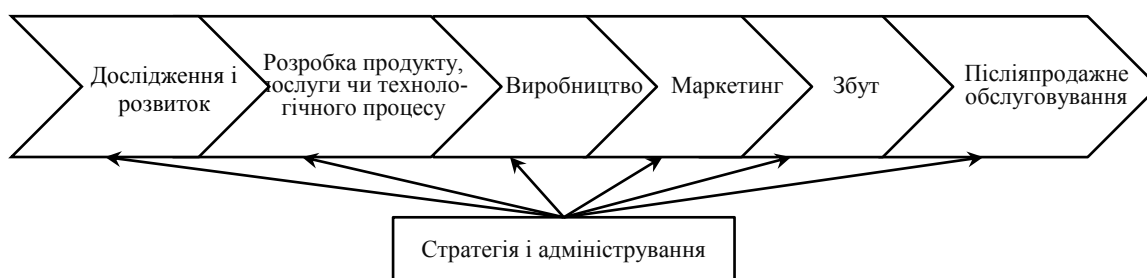 Дослідження і
розвиток
Розробка продукту,
послуги чи техноло-
гічного процесу
Виробництво
Маркетинг
Збут
Післяпродажне
обслуговування
Стратегія і адміністрування